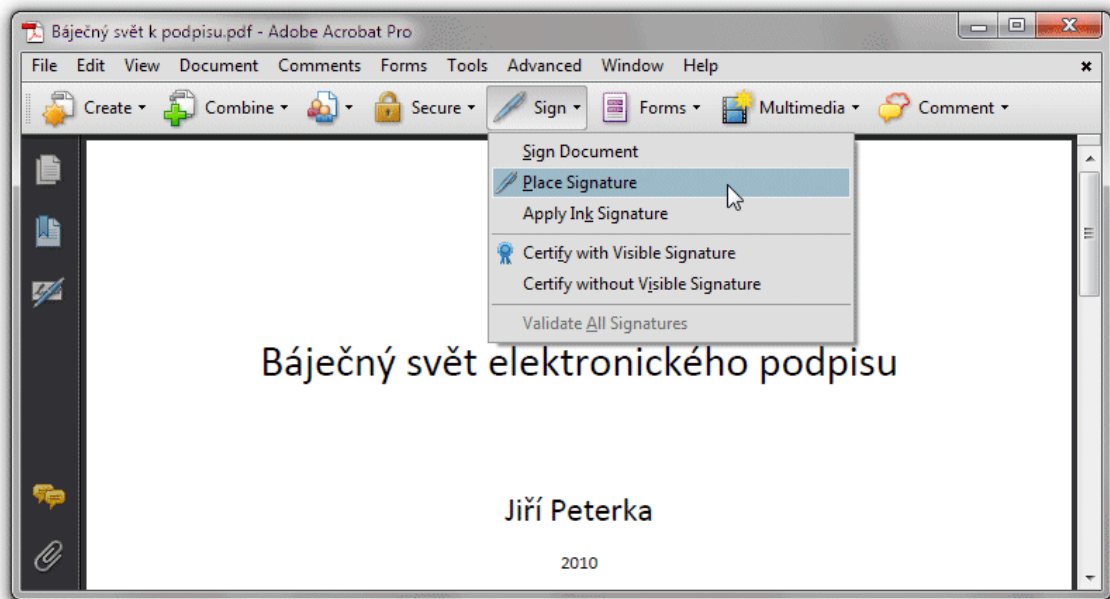 Báječný svět k podpisu.pdf - Adobe Acrobat Pro
File Edit View Document Comments Forms Tools Advanced Window Help
Create Combine Secure Sign Forms Multimedia Comment
Sign Document
Place Signature
Apply Ink Signature
Certify with Visible Signature
Certify without Visible Signature
Validate All Signatures
Báječný svět elektronického podpisu
Jiří Peterka
2010